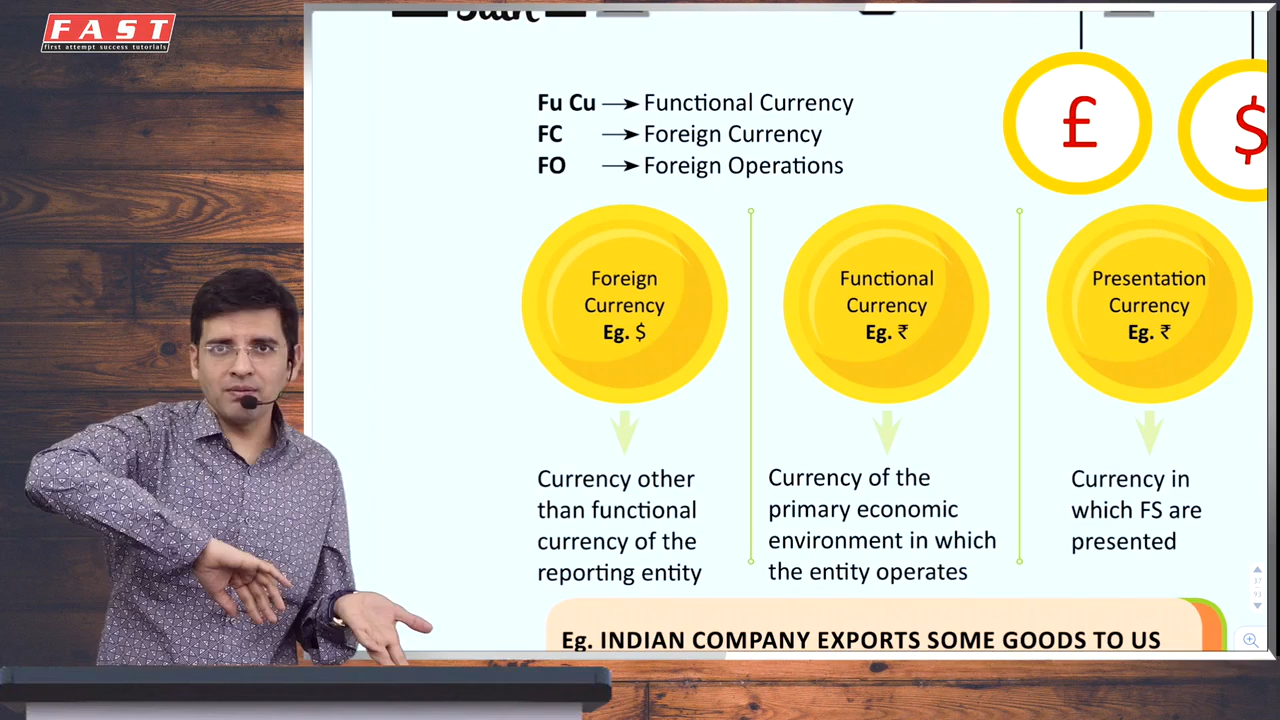 FAST
first attempt success tutorials
Fu Cu → Functional Currency
FC → Foreign Currency
FO → Foreign Operations
£
$
Foreign
Currency
Eg. $
Functional
Currency
Eg. ₹
Presentation
Currency
Eg. ₹
Currency other
than functional
currency of the
reporting entity
Currency of the
primary economic
environment in which
the entity operates
Currency in
which FS are
presented
37
93
Eg. INDIAN COMPANY EXPORTS SOME GOODS TO US